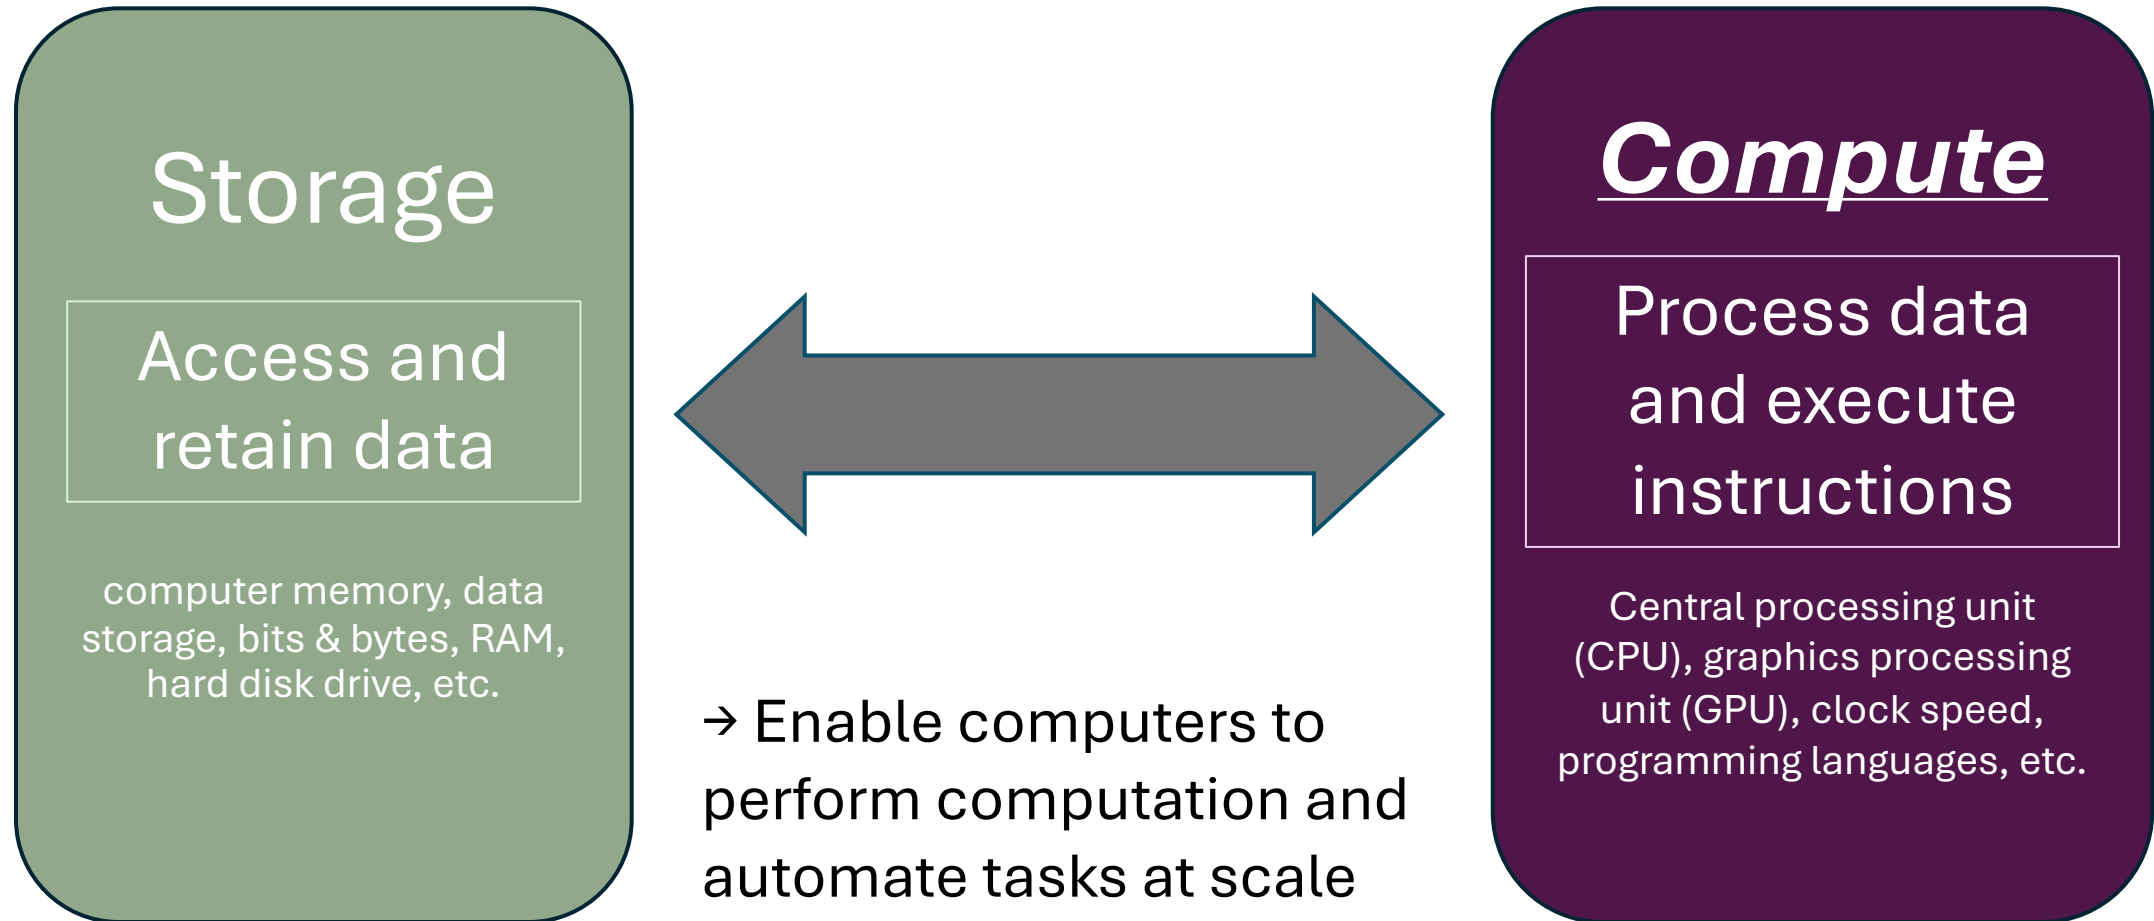 Storage
Access and
retain data
computer memory, data
storage, bits & bytes, RAM,
hard disk drive, etc.
→ Enable computers to
perform computation and
automate tasks at scale
Compute
Process data
and execute
instructions
Central processing unit
(CPU), graphics processing
unit (GPU), clock speed,
programming languages, etc.